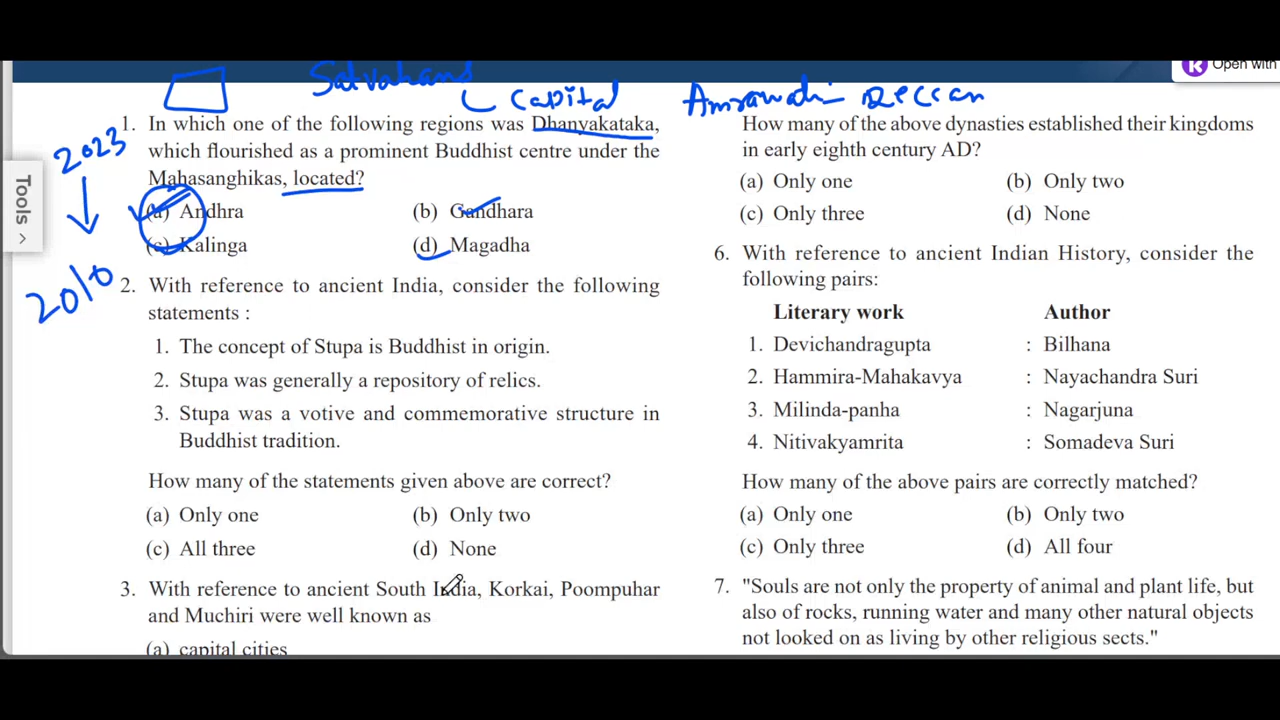 Satvahans
Capital
Amrawati Deccan
Open with
Tools
2023
2010
1. In which one of the following regions was Dhanyakataka,
which flourished as a prominent Buddhist centre under the
Mahasanghikas, located?
(a) Andhra (b) Gandhara
(c) Kalinga (d) Magadha
2. With reference to ancient India, consider the following
statements :
1. The concept of Stupa is Buddhist in origin.
2. Stupa was generally a repository of relics.
3. Stupa was a votive and commemorative structure in
Buddhist tradition.
How many of the statements given above are correct?
(a) Only one (b) Only two
(c) All three (d) None
3. With reference to ancient South India, Korkai, Poompuhar
and Muchiri were well known as
(a) capital cities
How many of the above dynasties established their kingdoms
in early eighth century AD?
(a) Only one (b) Only two
(c) Only three (d) None
6. With reference to ancient Indian History, consider the
following pairs:
Literary work Author
1. Devichandragupta : Bilhana
2. Hammira-Mahakavya : Nayachandra Suri
3. Milinda-panha : Nagarjuna
4. Nitivakyamrita : Somadeva Suri
How many of the above pairs are correctly matched?
(a) Only one (b) Only two
(c) Only three (d) All four
7. "Souls are not only the property of animal and plant life, but
also of rocks, running water and many other natural objects
not looked on as living by other religious sects."